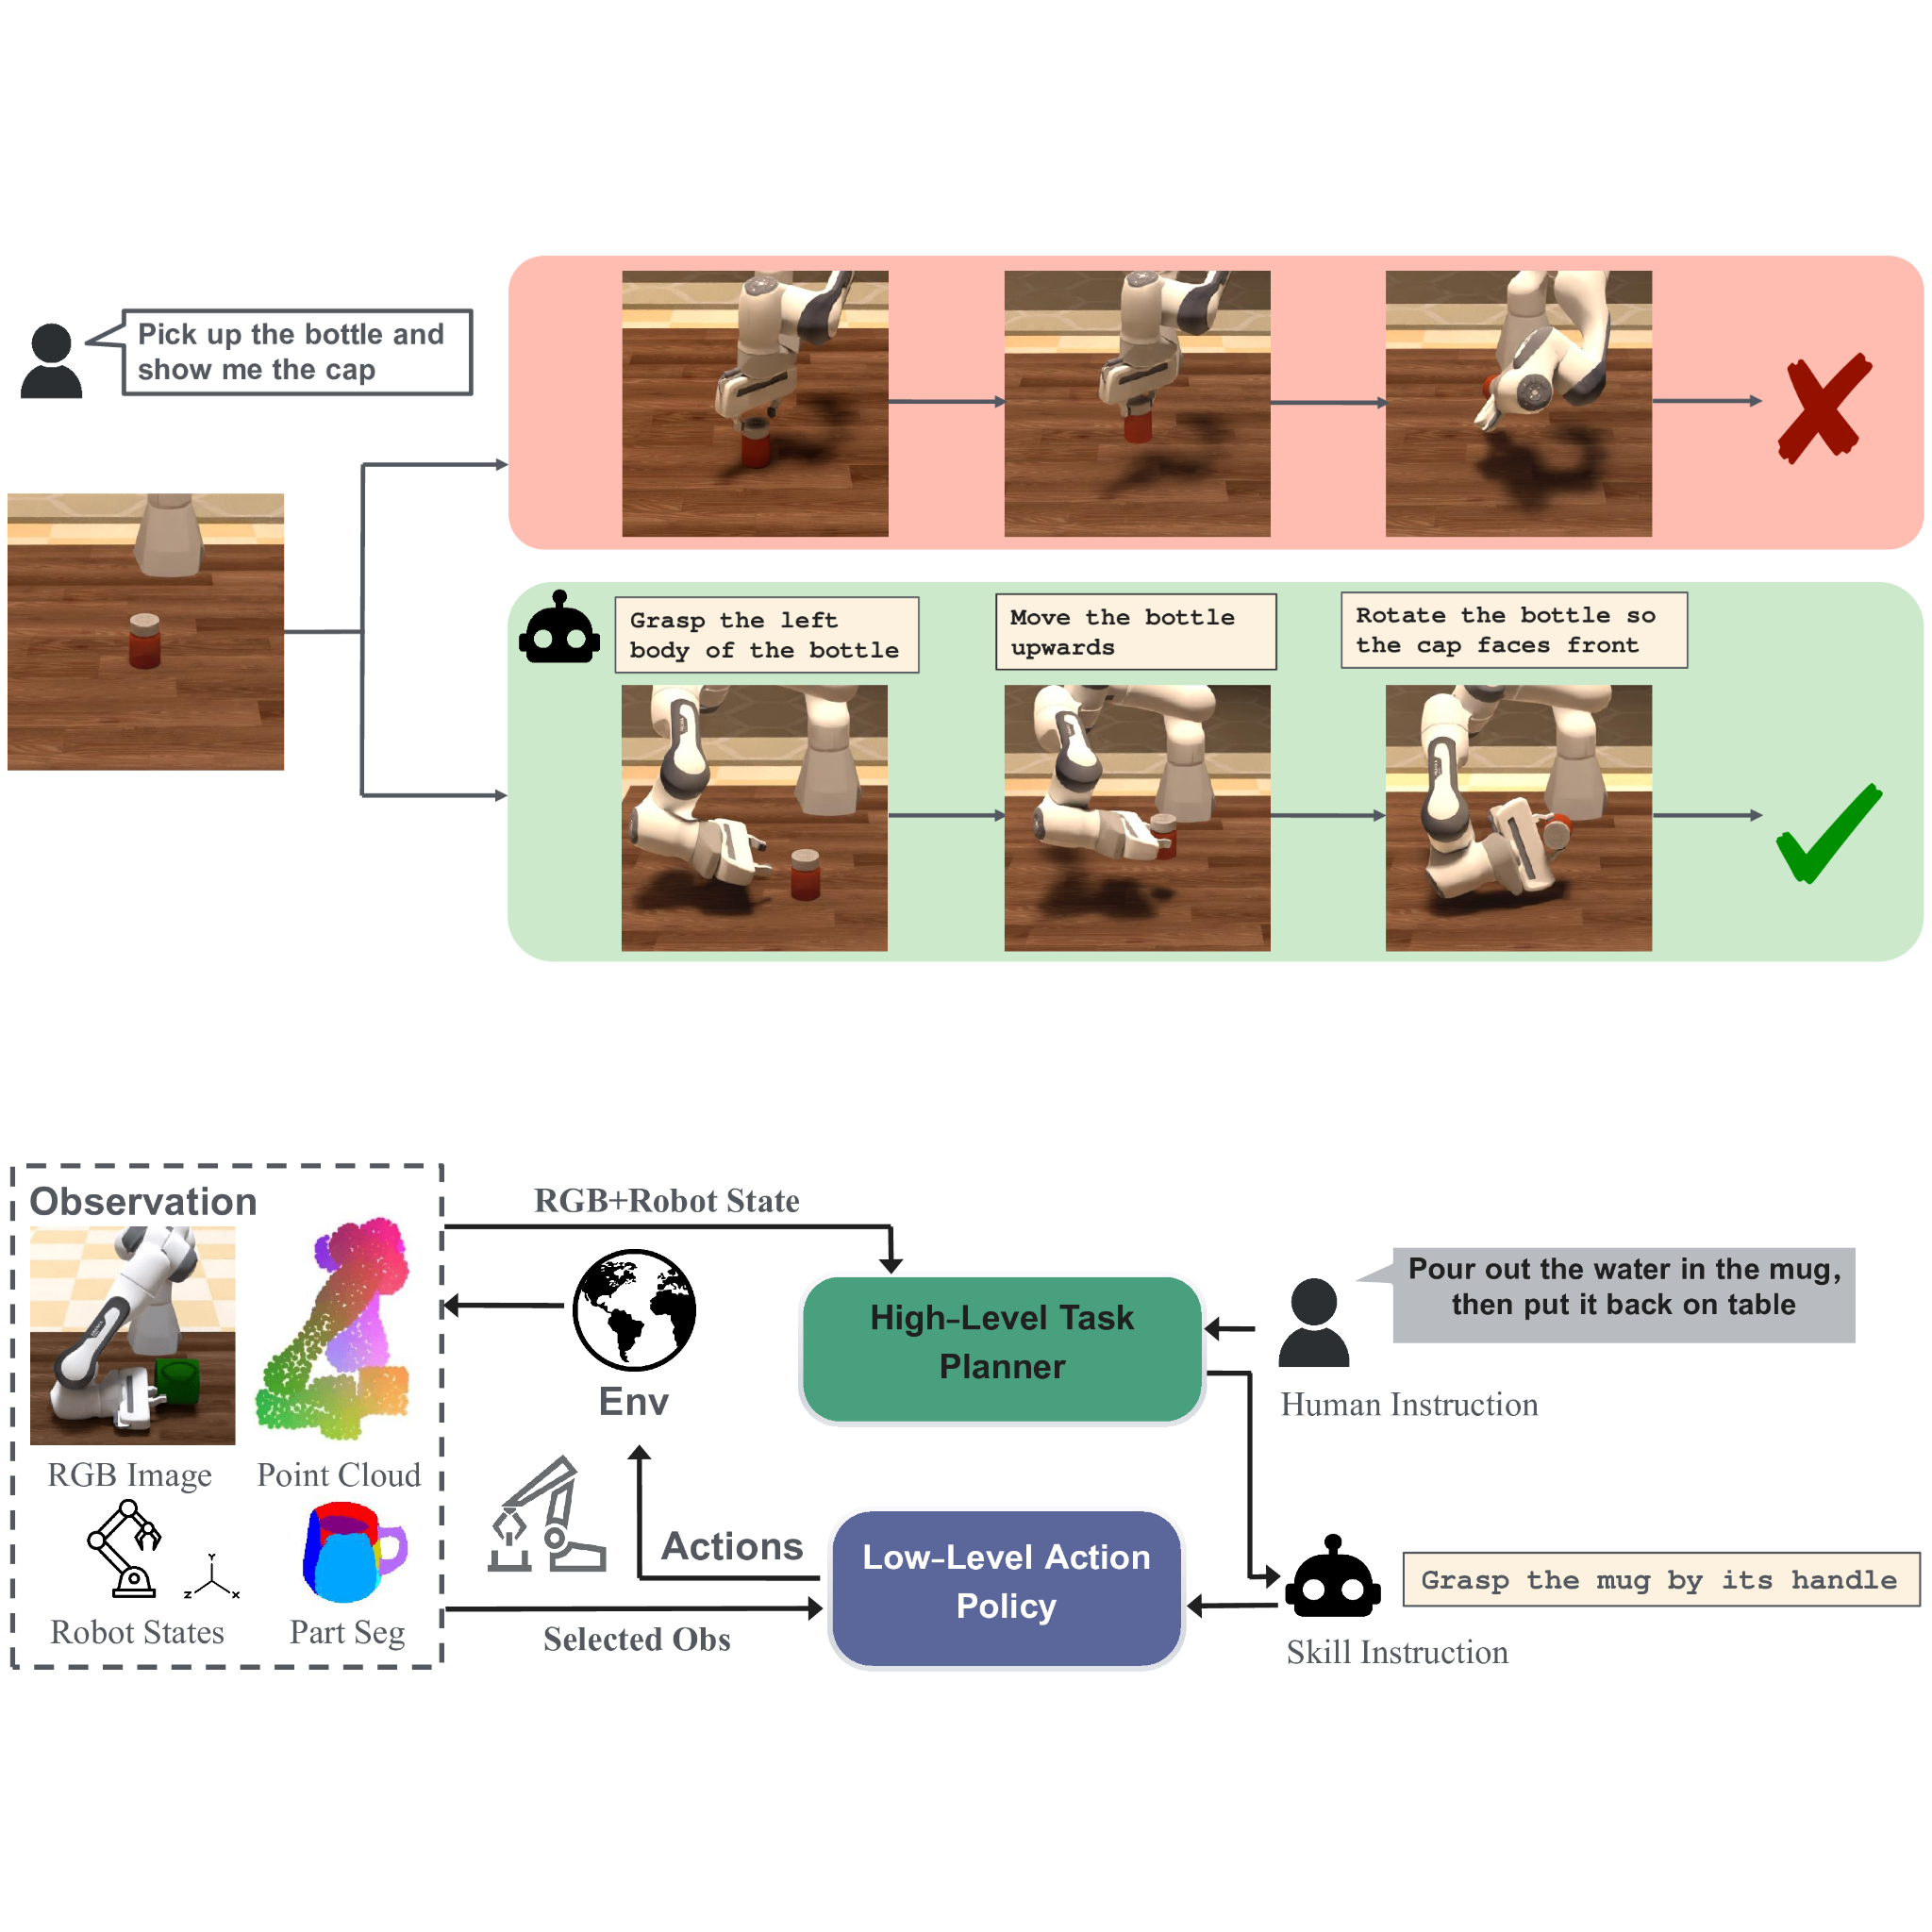 Pick up the bottle and
show me the cap
Grasp the left
body of the bottle
Move the bottle
upwards
Rotate the bottle so
the cap faces front
Observation
RGB Image
Point Cloud
Robot States
Y
Z
X
Part Seg
RGB+Robot State
Env
Actions
Selected Obs
High-Level Task
Planner
Low-Level Action
Policy
Pour out the water in the mug,
then put it back on table
Human Instruction
Grasp the mug by its handle
Skill Instruction